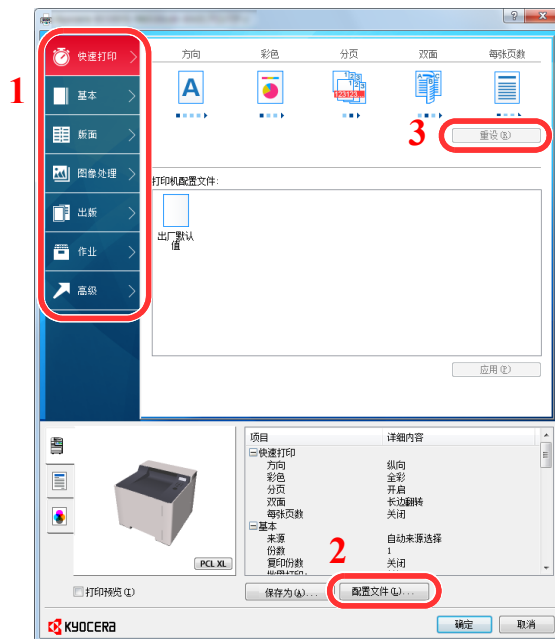 快速打印
基本
版面
图像处理
出版
作业
高级
1
方向 彩色 分页 双面 每张页数
A
123
123123
A C
3
重设(R)
打印机配置文件:
出厂默认
值
应用(P)
项目 详细内容
快速打印
方向 纵向
彩色 全彩
分页 开启
双面 长边翻转
每张页数 关闭
基本
来源 自动来源选择
份数 1
复印份数 关闭
PCL XL
2
打印预览(I)
保存为(A)...
配置文件(L)...
KYOCERA
确定
取消